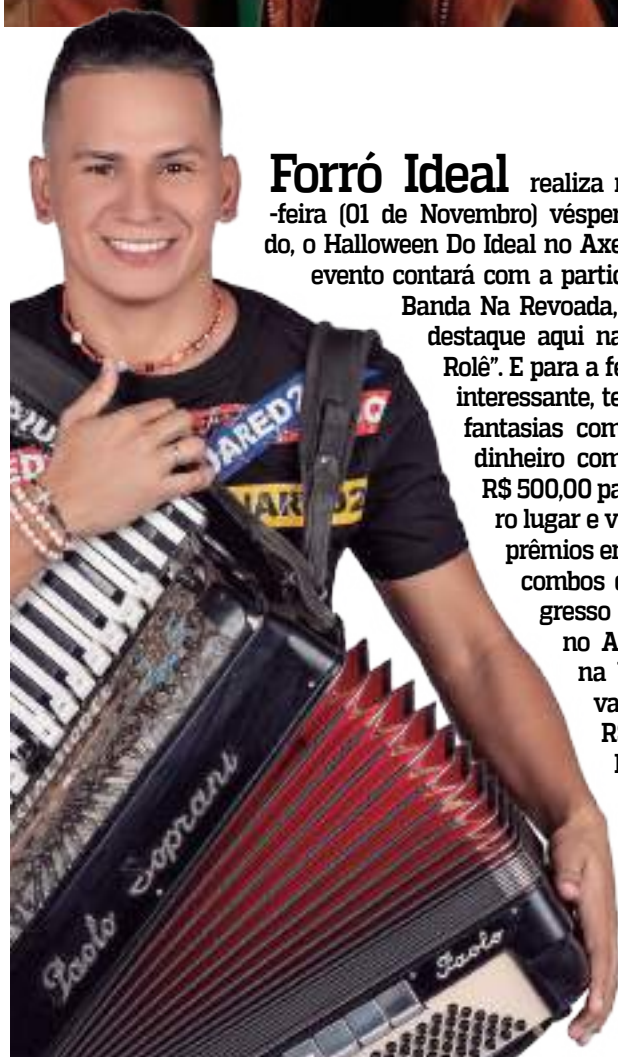 Forró Ideal realiza
-feira (01 de Novembro) vésper
do, o Halloween Do Ideal no Axe
evento contará com a partic
Banda Na Revoada,
destaque aqui na
Rolê”. E para a fe
interessante, te
fantasias com
dinheiro com
R$ 500,00 pa
ro lugar e v
prêmios en
combos
gresso
no A
na
va
R$
DSQUARED2
Paolo Soprani
Paolo